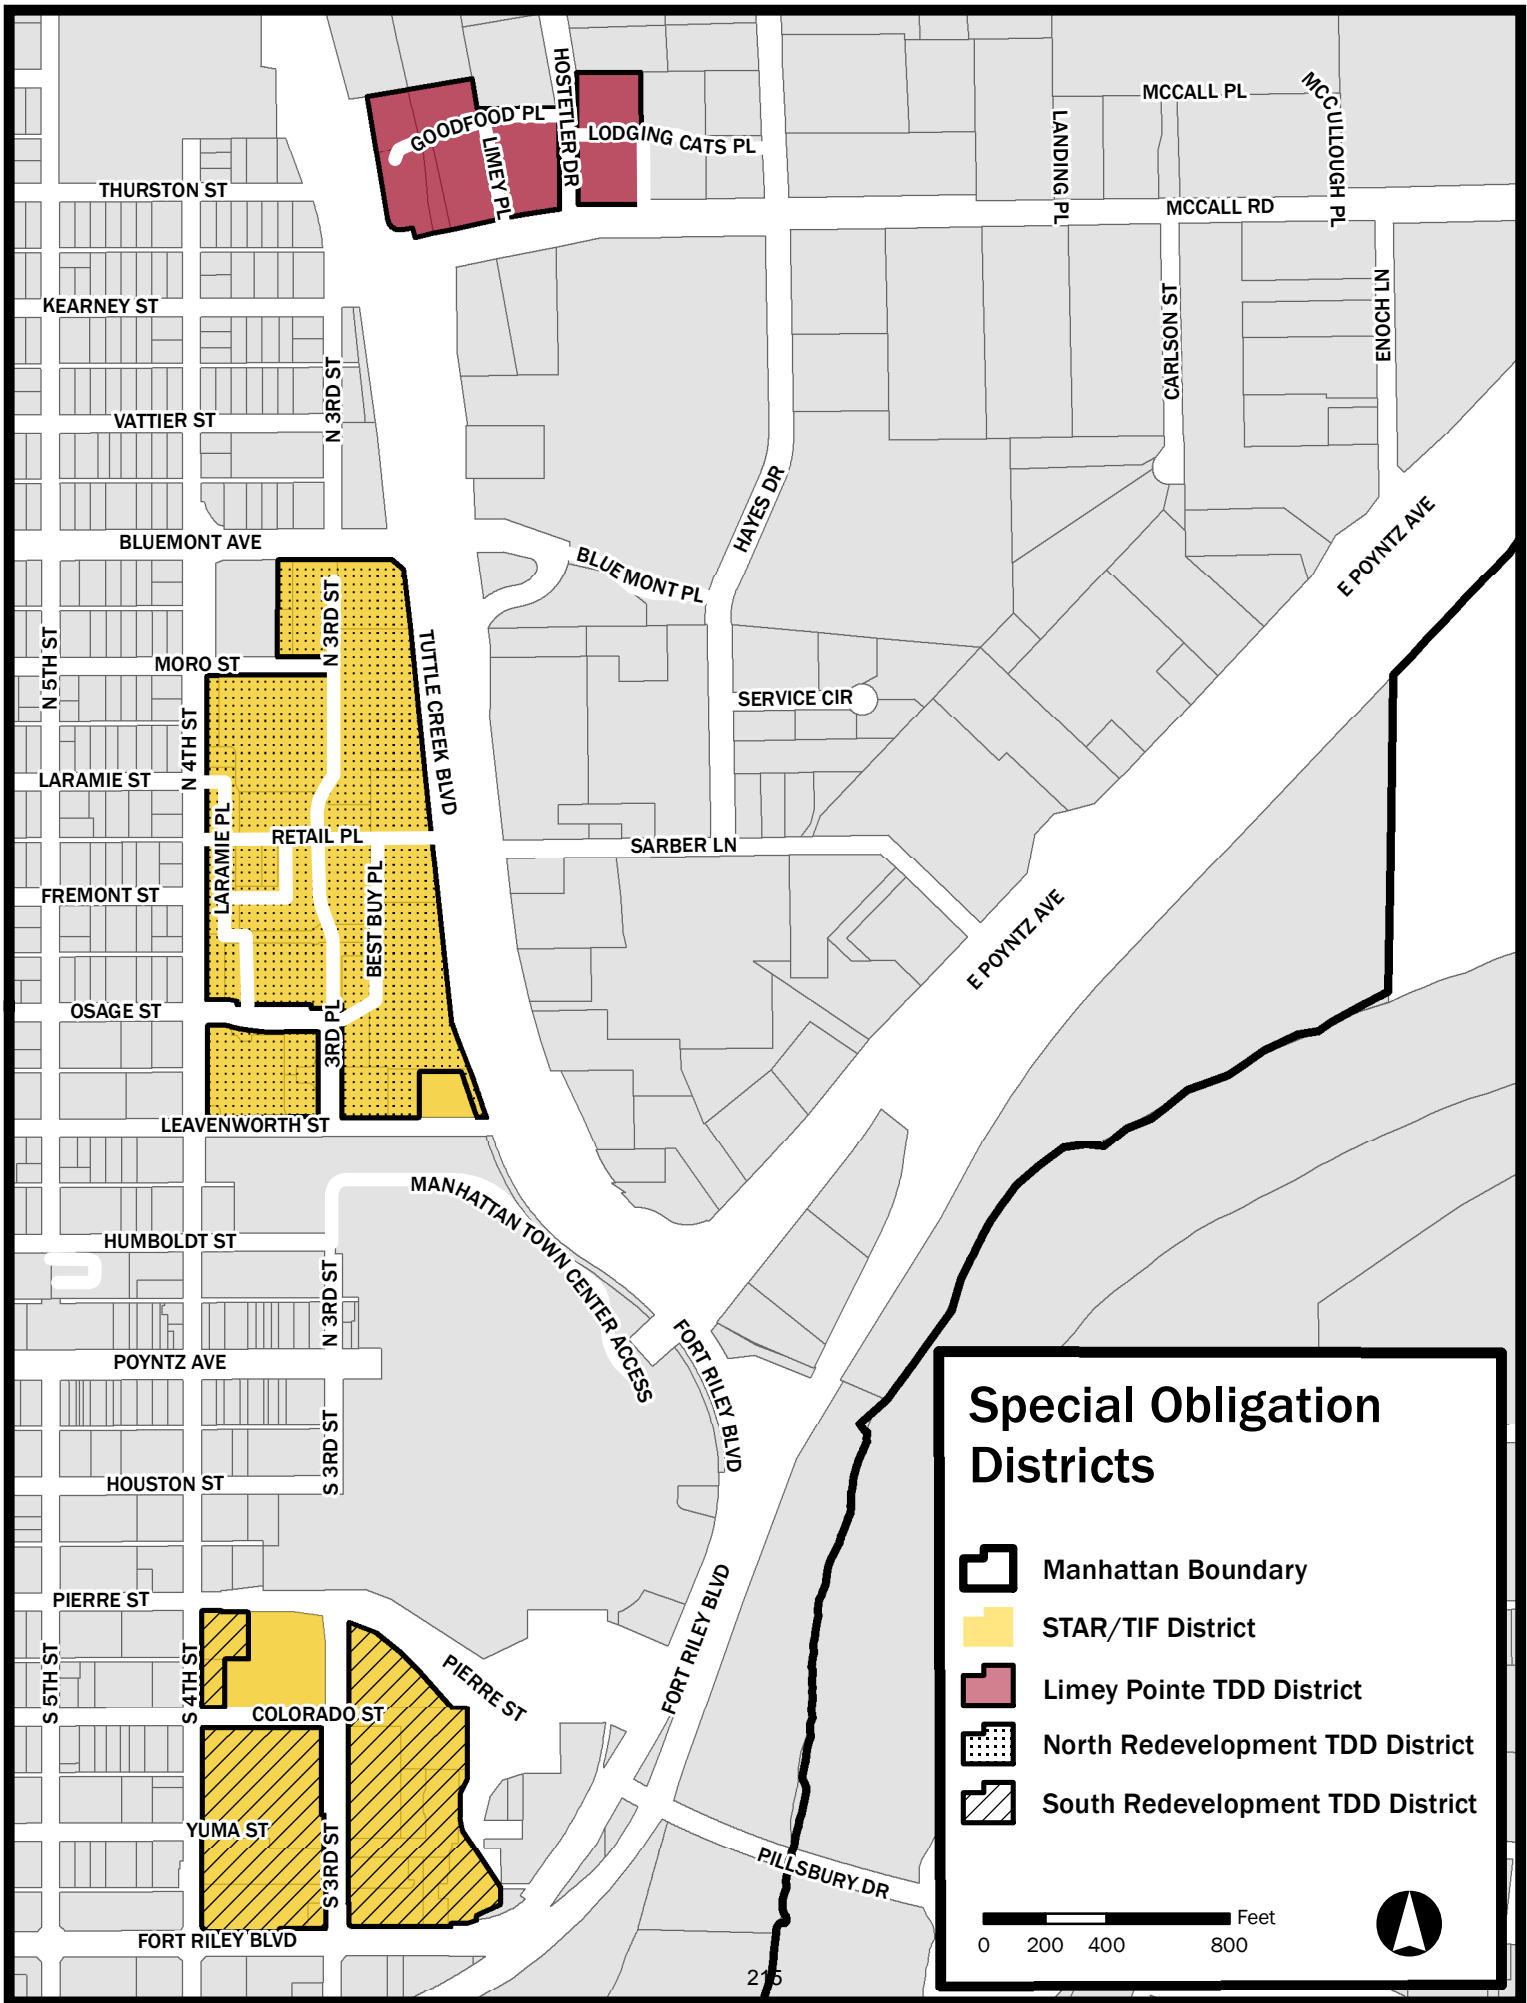 HOSTETLER DR
GOODFOOD PL
LIMEY PL
LODGING CATS PL
MCCALL PL
MCCULLOUGH PL
LANDING PL
MCCALL RD
THURSTON ST
KEARNEY ST
N 3RD ST
VATTIER ST
CARLSON ST
ENOCH LN
BLUEMONT AVE
HAYES DR
BLUEMONT PL
E POYNTZ AVE
N 3RD ST
N 5TH ST
MORO ST
TUTTLE CREEK BLVD
SERVICE CIR
N 4TH ST
LARAMIE ST
LARAMIE PL
RETAIL PL
SARBER LN
FREMONT ST
BEST BUY PL
E POYNTZ AVE
OSAGE ST
3RD PL
LEAVENWORTH ST
MANHATTAN TOWN CENTER ACCESS
HUMBOLDT ST
N 3RD ST
POYNTZ AVE
FORT RILEY BLVD
S 3RD ST
HOUSTON ST
PIERRE ST
FORT RILEY BLVD
S 5TH ST
S 4TH ST
PIERRE ST
COLORADO ST
YUMA ST
S 3RD ST
PILLSBURY DR
FORT RILEY BLVD
Special Obligation
Districts
Manhattan Boundary
STAR/TIF District
Limey Pointe TDD District
North Redevelopment TDD District
South Redevelopment TDD District
Feet
0 200 400 800
215